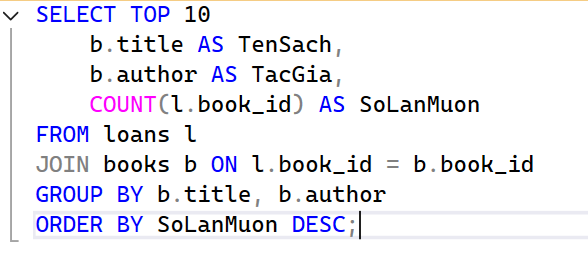 SELECT TOP 10
    b.title AS TenSach,
    b.author AS TacGia,
    COUNT(l.book_id) AS SoLanMuon
FROM loans l
JOIN books b ON l.book_id = b.book_id
GROUP BY b.title, b.author
ORDER BY SoLanMuon DESC;